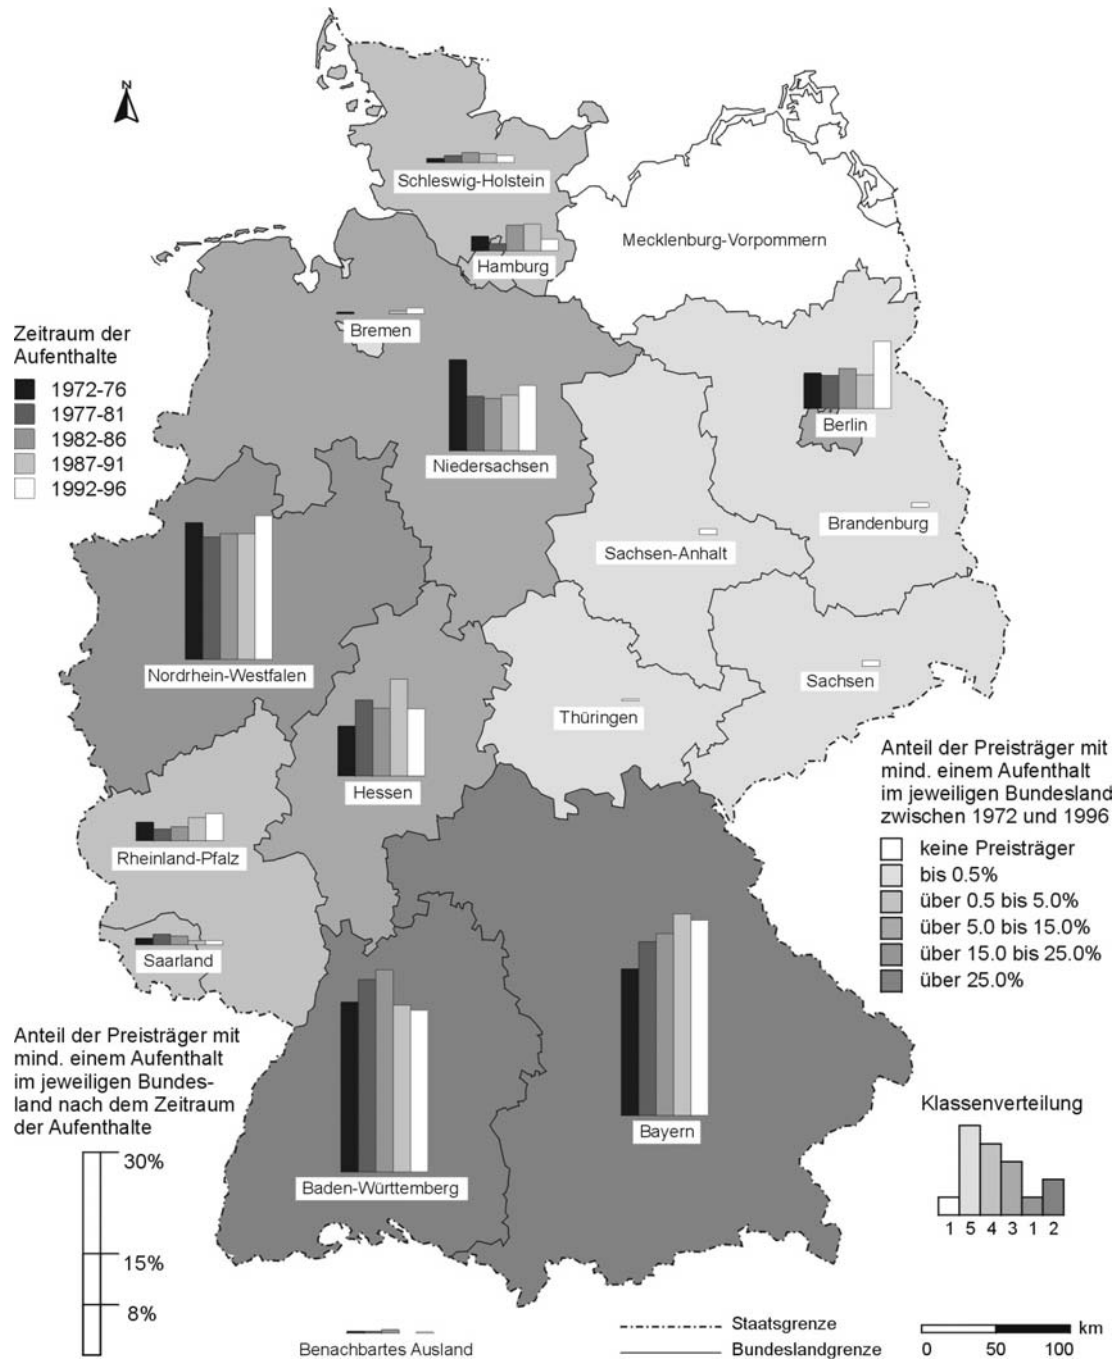 N
Schleswig-Holstein
Mecklenburg-Vorpommern
Hamburg
Bremen
Zeitraum der
Aufenthalte
1972-76
1977-81
1982-86
1987-91
1992-96
Berlin
Niedersachsen
Brandenburg
Sachsen-Anhalt
Nordrhein-Westfalen
Sachsen
Thüringen
Hessen
Anteil der Preisträger mit
mind. einem Aufenthalt
im jeweiligen Bundesland
zwischen 1972 und 1996
keine Preisträger
bis 0.5%
über 0.5 bis 5.0%
über 5.0 bis 15.0%
über 15.0 bis 25.0%
über 25.0%
Rheinland-Pfalz
Saarland
Anteil der Preisträger mit
mind. einem Aufenthalt
im jeweiligen Bundes-
land nach dem Zeitraum
der Aufenthalte
30%
15%
8%
Bayern
Baden-Württemberg
Klassenverteilung
1 5 4 3 1 2
Benachbartes Ausland
Staatsgrenze
Bundeslandgrenze
km
0 50 100